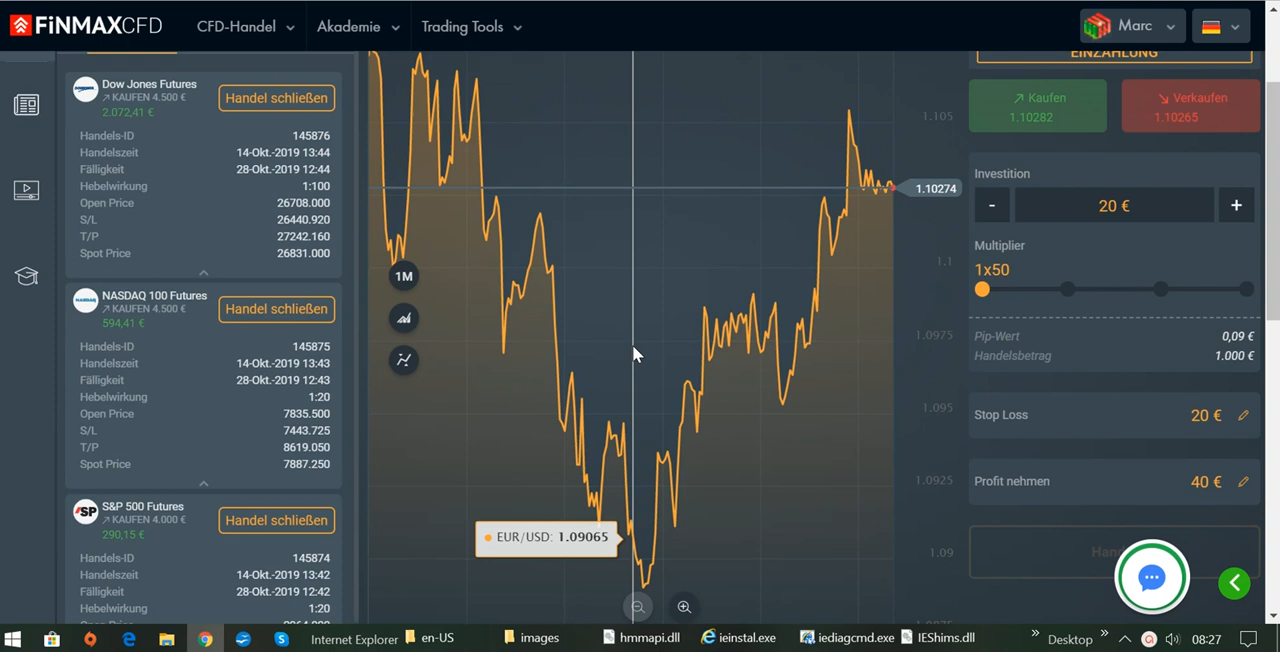 FiNMAXCFD
CFD-Handel
Akademie
Trading Tools
Marc
Dow Jones Futures
KAUFEN 4.500 €
2.072,41 €
Handel schließen
Handels-ID 145876
Handelszeit 14-Okt.-2019 13:44
Fälligkeit 28-Okt-2019 12:44
Hebelwirkung 1:100
Open Price 26708.000
S/L 26440.920
T/P 27242.160
Spot Price 26831.000
NASDAQ 100 Futures
KAUFEN 4.500 €
594,41 €
Handel schließen
Handels-ID 145875
Handelszeit 14-Okt.-2019 13:43
Fälligkeit 28-Okt-2019 12:43
Hebelwirkung 1:20
Open Price 7835.500
S/L 7443.725
T/P 8619.050
Spot Price 7887.250
S&P 500 Futures
KAUFEN 4.000 €
290,15 €
Handel schließen
Handels-ID 145874
Handelszeit 14-Okt.-2019 13:42
Fälligkeit 28-Okt-2019 12:42
Hebelwirkung 1:20
1M
EUR/USD: 1.09065
1.105
1.10274
1.1
1.0975
1.095
1.0925
1.09
EINZAHLUNG
Kaufen
1.10282
Verkaufen
1.10265
Investition
- 20 € +
Multiplier
1x50
Pip-Wert 0,09 €
Handelsbetrag 1.000 €
Stop Loss 20 €
Profit nehmen 40 €
Internet Explorer
en-US
images
hmmapi.dll
ieinstal.exe
iediagcmd.exe
IEShims.dll
Desktop
08:27